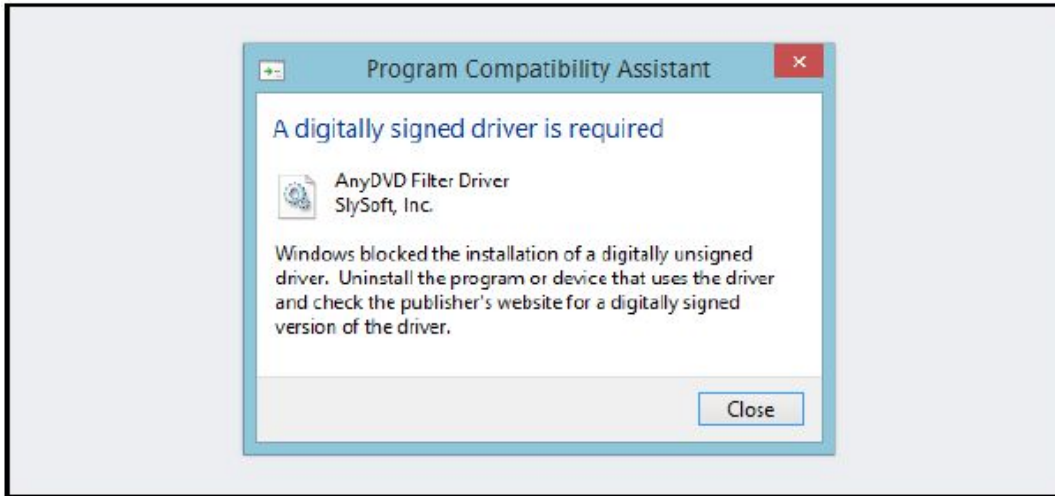 Program Compatibility Assistant
A digitally signed driver is required
AnyDVD Filter Driver
SlySoft, Inc.
Windows blocked the installation of a digitally unsigned
driver. Uninstall the program or device that uses the driver
and check the publisher's website for a digitally signed
version of the driver.
Close